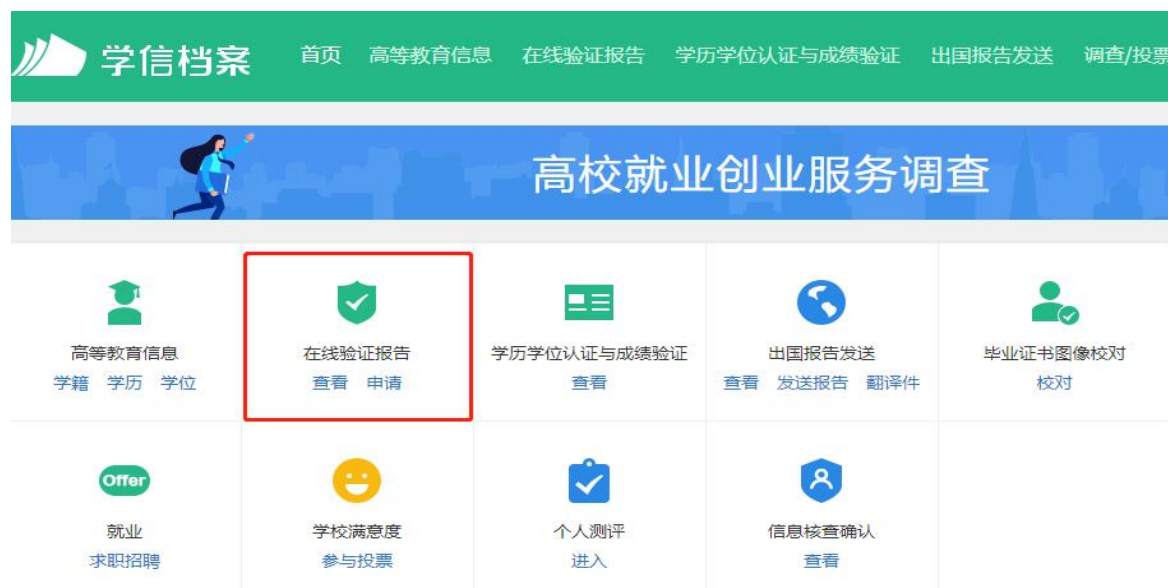 学信档案 首页 高等教育信息 在线验证报告 学历学位认证与成绩验证 出国报告发送 调查/投票
高校就业创业服务调查
高等教育信息 在线验证报告 学历学位认证与成绩验证 出国报告发送 毕业证书图像校对
学籍 学历 学位 查看 申请 查看 查看 发送报告 翻译件 校对
Offer
就业 学校满意度 个人测评 信息核查确认
求职招聘 参与投票 进入 查看